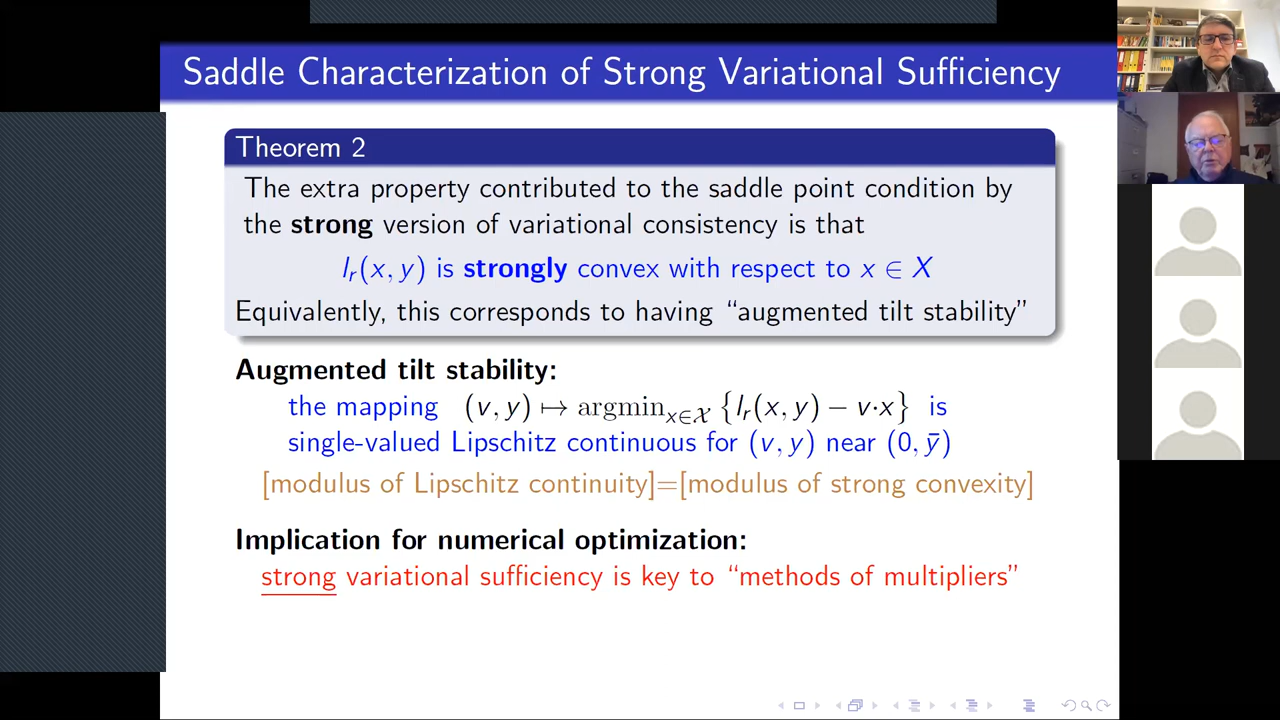 Saddle Characterization of Strong Variational Sufficiency
Theorem 2
The extra property contributed to the saddle point condition by
the strong version of variational consistency is that
l_r(x, y) is strongly convex with respect to x ∈ X
Equivalently, this corresponds to having “augmented tilt stability”
Augmented tilt stability:
the mapping (v, y) ↦ argmin_{x∈𝒳} {l_r(x, y) − v·x} is
single-valued Lipschitz continuous for (v, y) near (0, ȳ)
[modulus of Lipschitz continuity]=[modulus of strong convexity]
Implication for numerical optimization:
strong variational sufficiency is key to “methods of multipliers”